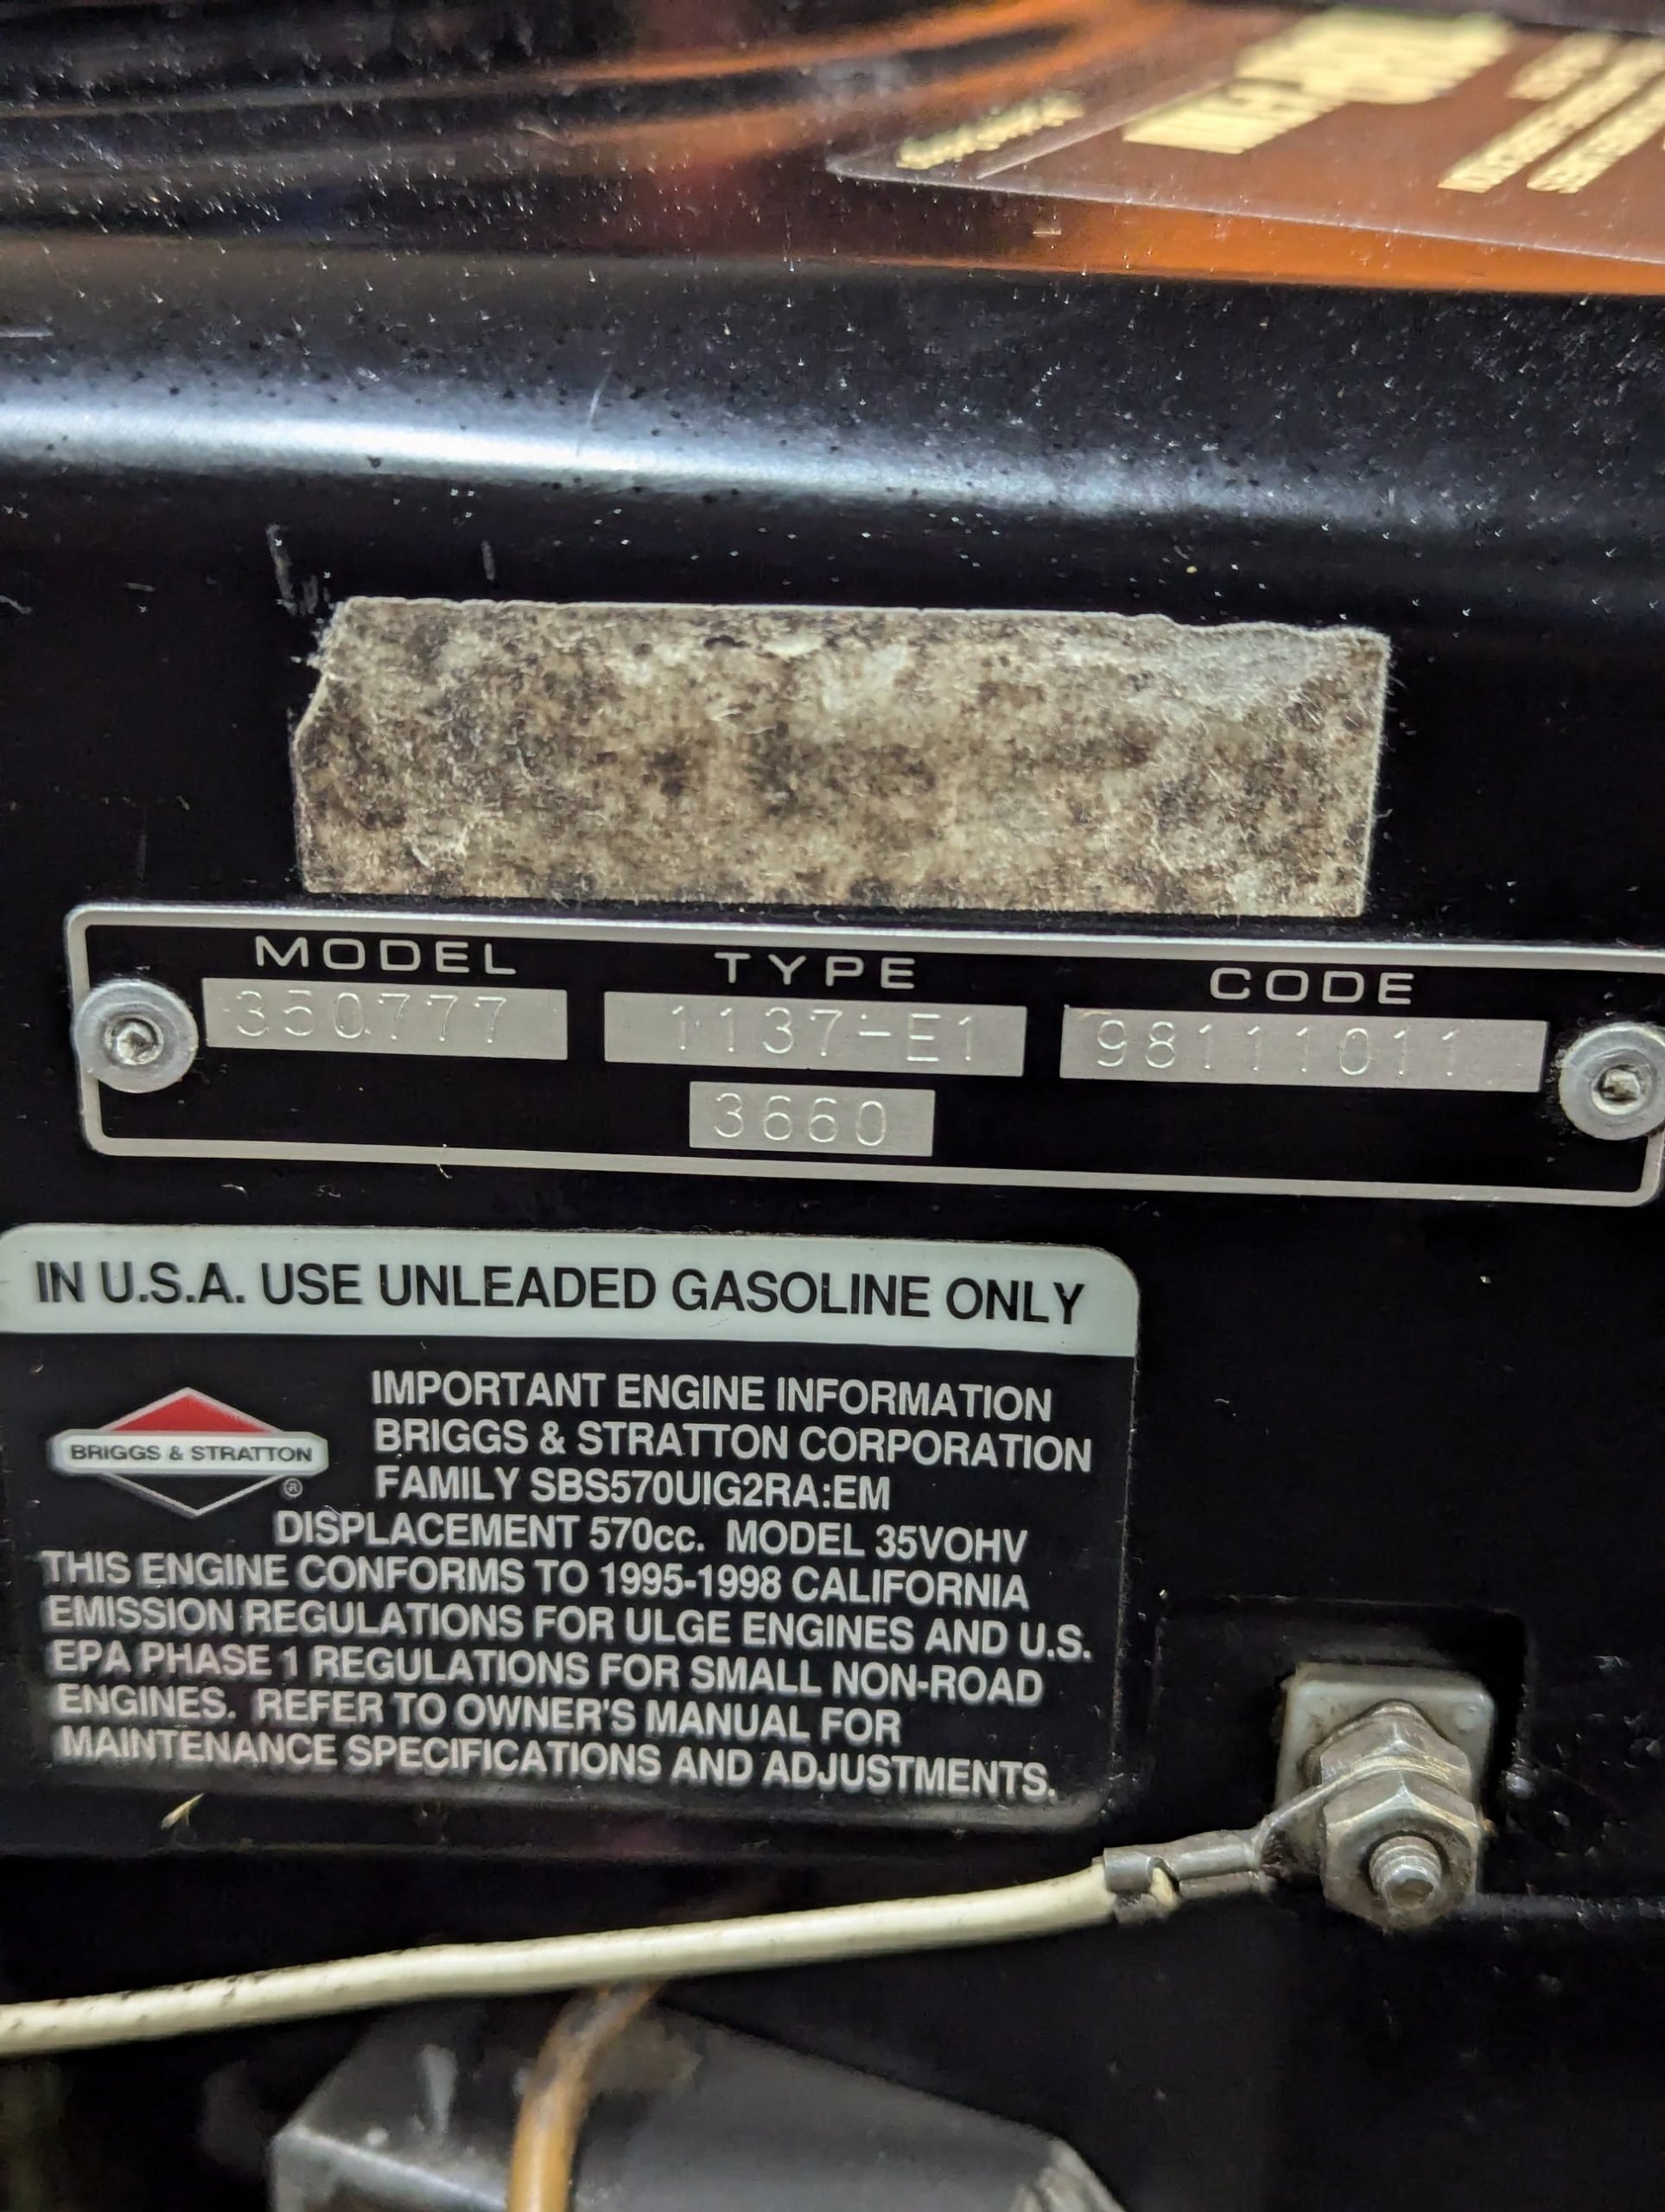 MODEL TYPE CODE
350777 1137-E1 98111011
3660
IN U.S.A. USE UNLEADED GASOLINE ONLY
IMPORTANT ENGINE INFORMATION
BRIGGS & STRATTON CORPORATION
BRIGGS & STRATTON
®
FAMILY SBS570UIG2RA:EM
DISPLACEMENT 570cc. MODEL 35VOHV
THIS ENGINE CONFORMS TO 1995-1998 CALIFORNIA
EMISSION REGULATIONS FOR ULGE ENGINES AND U.S.
EPA PHASE 1 REGULATIONS FOR SMALL NON-ROAD
ENGINES. REFER TO OWNER'S MANUAL FOR
MAINTENANCE SPECIFICATIONS AND ADJUSTMENTS.